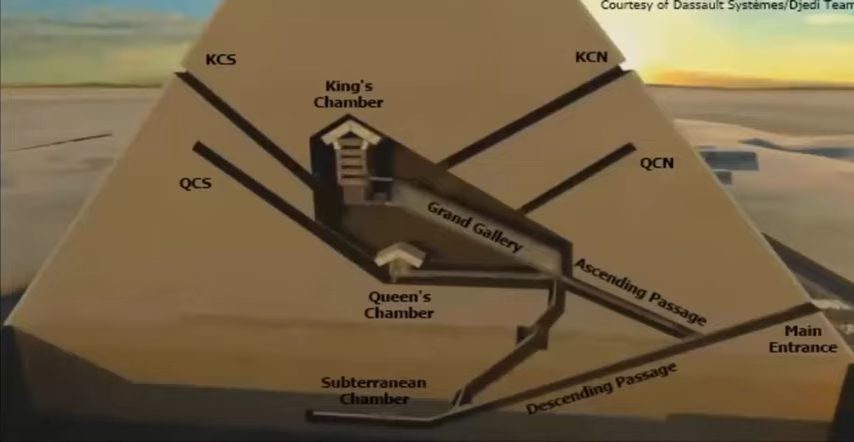 Courtesy of Dassault Systèmes/Djedi Team
KCS
KCN
King's
Chamber
QCS
QCN
Grand Gallery
Ascending Passage
Queen's
Chamber
Main
Entrance
Subterranean
Chamber
Descending Passage